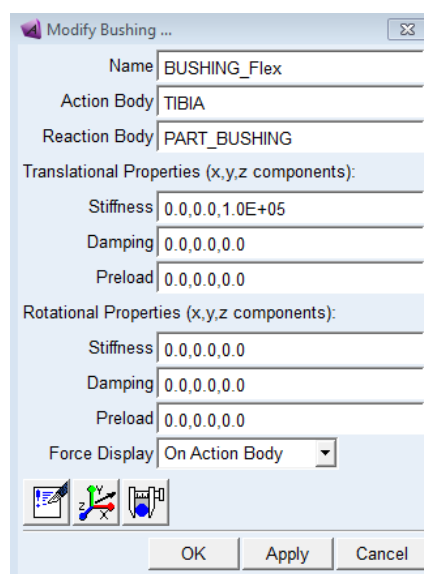 Modify Bushing ...
Name BUSHING_Flex
Action Body TIBIA
Reaction Body PART_BUSHING
Translational Properties (x,y,z components):
Stiffness 0.0,0.0,1.0E+05
Damping 0.0,0.0,0.0
Preload 0.0,0.0,0.0
Rotational Properties (x,y,z components):
Stiffness 0.0,0.0,0.0
Damping 0.0,0.0,0.0
Preload 0.0,0.0,0.0
Force Display On Action Body
Y
z x
OK Apply Cancel